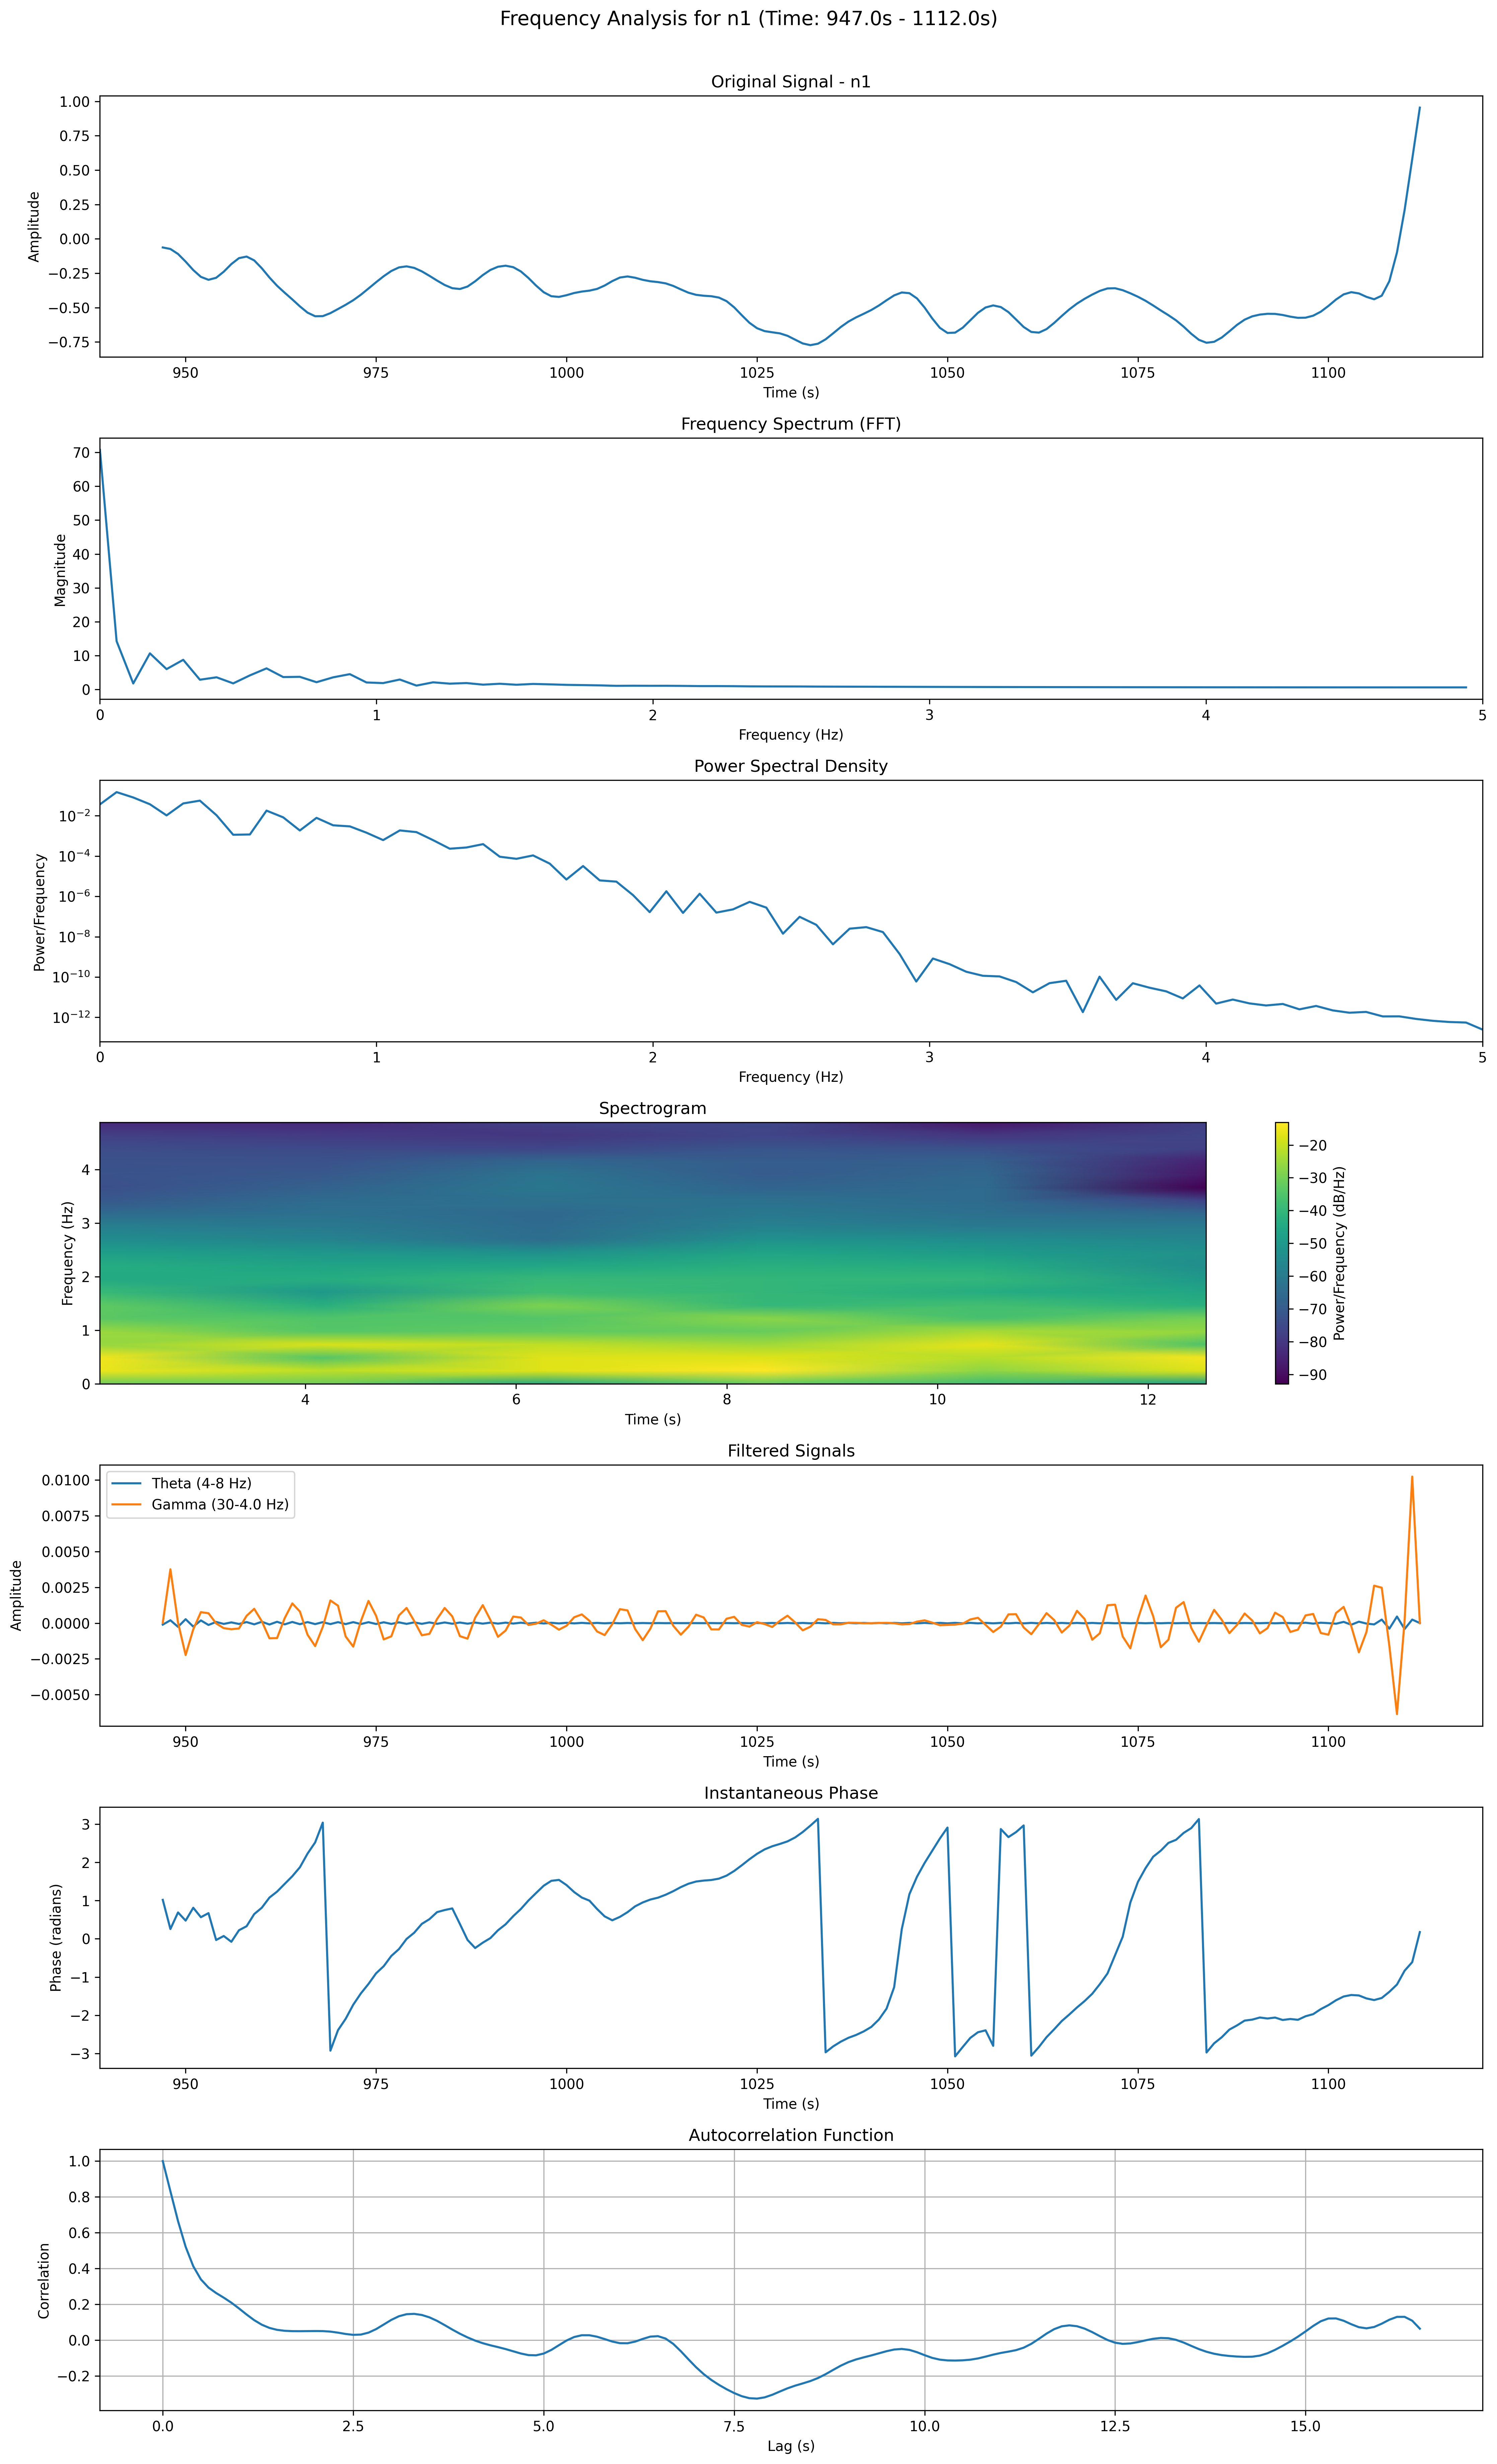 Frequency Analysis for n1 (Time: 947.0s - 1112.0s)
Original Signal - n1
1.00
0.75
0.50
0.25
0.00
−0.25
−0.50
−0.75
Amplitude
950 975 1000 1025 1050 1075 1100
Time (s)
Frequency Spectrum (FFT)
70
60
50
40
30
20
10
0
Magnitude
0 1 2 3 4 5
Frequency (Hz)
Power Spectral Density
10⁻²
10⁻⁴
10⁻⁶
10⁻⁸
10⁻¹⁰
10⁻¹²
Power/Frequency
0 1 2 3 4 5
Frequency (Hz)
Spectrogram
4
3
2
1
0
Frequency (Hz)
4 6 8 10 12
Time (s)
−20
−30
−40
−50
−60
−70
−80
−90
Power/Frequency (dB/Hz)
Filtered Signals
Theta (4-8 Hz)
Gamma (30-4.0 Hz)
0.0100
0.0075
0.0050
0.0025
0.0000
−0.0025
−0.0050
Amplitude
950 975 1000 1025 1050 1075 1100
Time (s)
Instantaneous Phase
3
2
1
0
−1
−2
−3
Phase (radians)
950 975 1000 1025 1050 1075 1100
Time (s)
Autocorrelation Function
1.0
0.8
0.6
0.4
0.2
0.0
−0.2
Correlation
0.0 2.5 5.0 7.5 10.0 12.5 15.0
Lag (s)